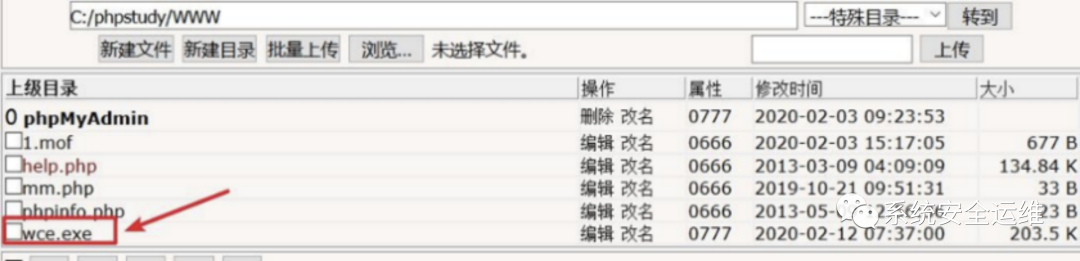 C:/phpstudy/WWW ---特殊目录--- 转到
新建文件 新建目录 批量上传 浏览... 未选择文件。 上传
上级目录 操作 属性 修改时间 大小
0 phpMyAdmin 删除 改名 0777 2020-02-03 09:23:53
1.mof 编辑 改名 0666 2020-02-03 15:17:05 677 B
help.php 编辑 改名 0666 2013-03-09 04:09:09 134.84 K
mm.php 编辑 改名 0666 2019-10-21 09:51:31 33 B
phpinfo.php 编辑 改名 0666 2013-05-0 23 B
系统安全运维
wce.exe 编辑 改名 0777 2020-02-12 07:37:00 203.5 K